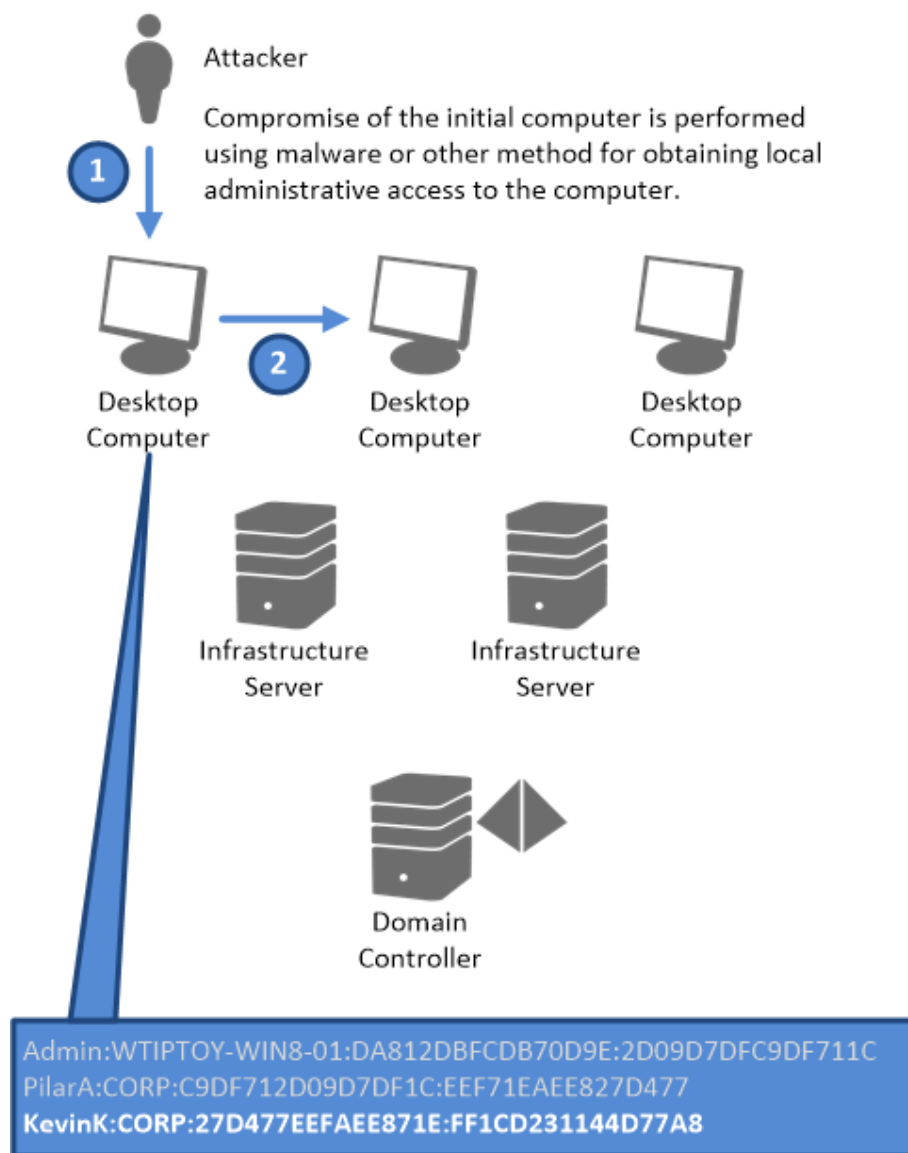 Attacker
Compromise of the initial computer is performed
using malware or other method for obtaining local
administrative access to the computer.
1
2
Desktop
Computer
Desktop
Computer
Desktop
Computer
Infrastructure
Server
Infrastructure
Server
Domain
Controller
Admin:WTIPTOY-WIN8-01:DA812DBFCDB70D9E:2D09D7DFC9DF711C
PilarA:CORP:C9DF712D09D7DF1C:EEF71EAEE827D477
KevinK:CORP:27D477EEFAEE871E:FF1CD231144D77A8